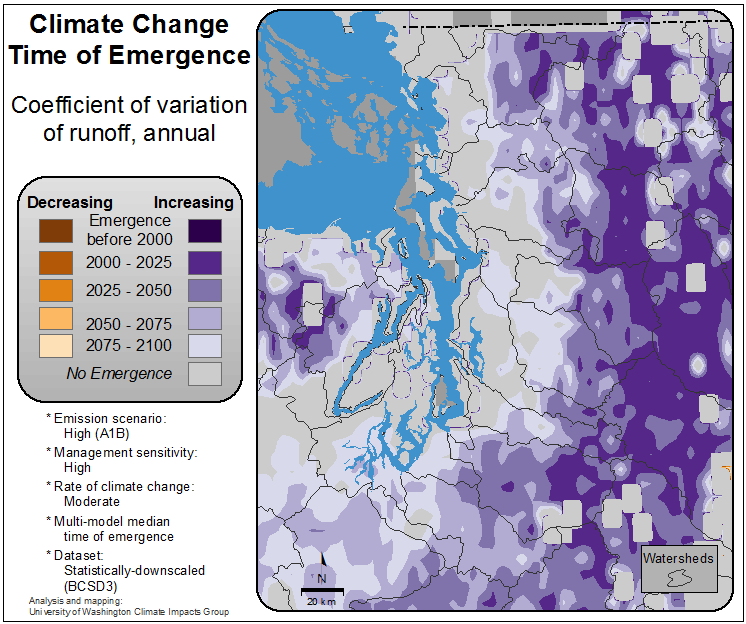 Climate Change
Time of Emergence
Coefficient of variation
of runoff, annual
Decreasing Increasing
Emergence
before 2000
2000 - 2025
2025 - 2050
2050 - 2075
2075 - 2100
No Emergence
* Emission scenario:
High (A1B)
* Management sensitivity:
High
* Rate of climate change:
Moderate
* Multi-model median
time of emergence
* Dataset:
Statistically-downscaled
(BCSD3)
Analysis and mapping:
University of Washington Climate Impacts Group
N
20 km
Watersheds